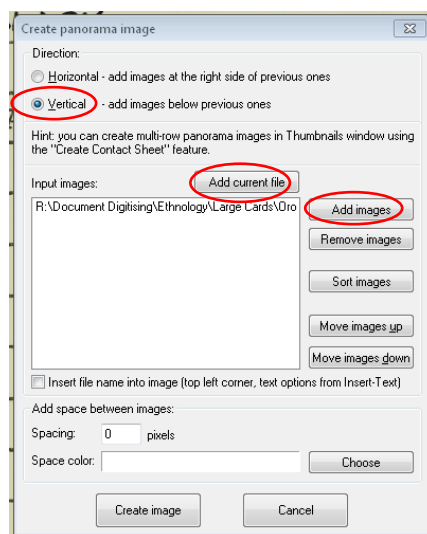 Create panorama image
Direction:
Horizontal - add images at the right side of previous ones
Vertical - add images below previous ones
Hint: you can create multi-row panorama images in Thumbnails window using
the "Create Contact Sheet" feature.
Input images:
Add current file
R:\Document Digitising\Ethnology\Large Cards\Oro
Add images
Remove images
Sort images
Move images up
Move images down
Insert file name into image (top left corner, text options from Insert-Text)
Add space between images:
Spacing: 0 pixels
Space color:
Choose
Create image
Cancel